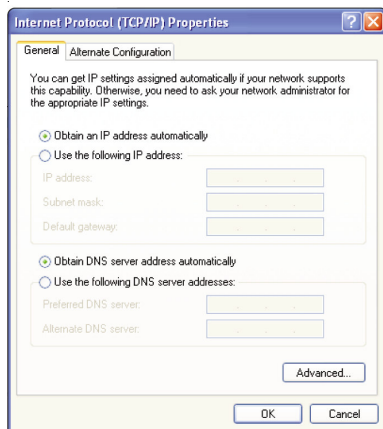 Internet Protocol (TCP/IP) Properties
General
Alternate Configuration
You can get IP settings assigned automatically if your network supports
this capability. Otherwise, you need to ask your network administrator for
the appropriate IP settings.
Obtain an IP address automatically
Use the following IP address:
IP address:
Subnet mask:
Default gateway:
Obtain DNS server address automatically
Use the following DNS server addresses:
Preferred DNS server:
Alternate DNS server:
Advanced...
OK
Cancel